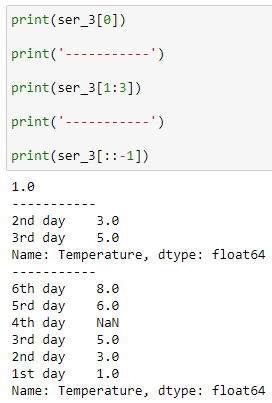 print(ser_3[0])
print('-----------')
print(ser_3[1:3])
print('-----------')
print(ser_3[::-1])
1.0
-----------
2nd day    3.0
3rd day    5.0
Name: Temperature, dtype: float64
-----------
6th day    8.0
5rd day    6.0
4th day    NaN
3rd day    5.0
2nd day    3.0
1st day    1.0
Name: Temperature, dtype: float64